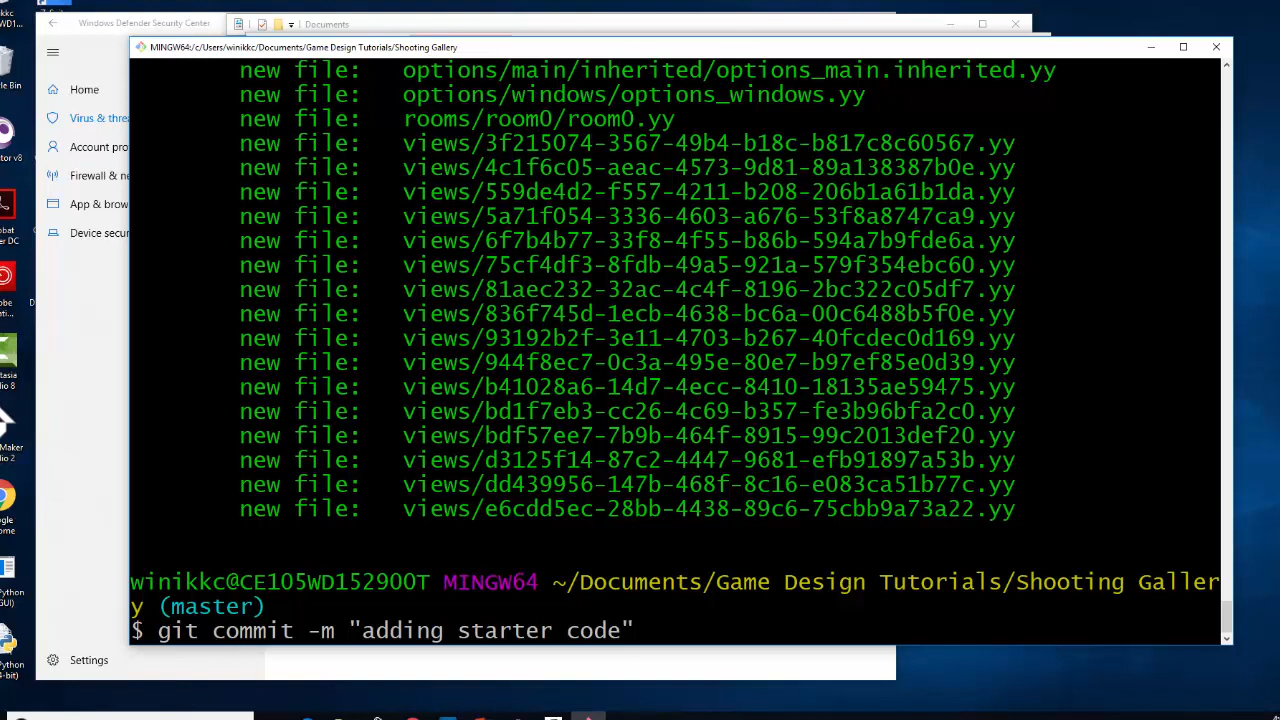 Windows Defender Security Center
Documents
MINGW64:/c/Users/winikkc/Documents/Game Design Tutorials/Shooting Gallery
new file: options/main/inherited/options_main.inherited.yy
new file: options/windows/options_windows.yy
new file: rooms/room0/room0.yy
new file: views/3f215074-3567-49b4-b18c-b817c8c60567.yy
new file: views/4c1f6c05-aeac-4573-9d81-89a138387b0e.yy
new file: views/559de4d2-f557-4211-b208-206b1a61b1da.yy
new file: views/5a71f054-3336-4603-a676-53f8a8747ca9.yy
new file: views/6f7b4b77-33f8-4f55-b86b-594a7b9fde6a.yy
new file: views/75cf4df3-8fdb-49a5-921a-579f354ebc60.yy
new file: views/81aec232-32ac-4c4f-8196-2bc322c05df7.yy
new file: views/836f745d-1ecb-4638-bc6a-00c6488b5f0e.yy
new file: views/93192b2f-3e11-4703-b267-40fcdec0d169.yy
new file: views/944f8ec7-0c3a-495e-80e7-b97ef85e0d39.yy
new file: views/b41028a6-14d7-4ecc-8410-18135ae59475.yy
new file: views/bd1f7eb3-cc26-4c69-b357-fe3b96bfa2c0.yy
new file: views/bdf57ee7-7b9b-464f-8915-99c2013def20.yy
new file: views/d3125f14-87c2-4447-9681-efb91897a53b.yy
new file: views/dd439956-147b-468f-8c16-e083ca51b77c.yy
new file: views/e6cdd5ec-28bb-4438-89c6-75cbb9a73a22.yy
winikkc@CE105WD15290OT MINGW64 ~/Documents/Game Design Tutorials/Shooting Galler
y (master)
$ git commit -m "adding starter code"
Home
Virus & threa
Account pro
Firewall & ne
App & brow
Device secur
Settings